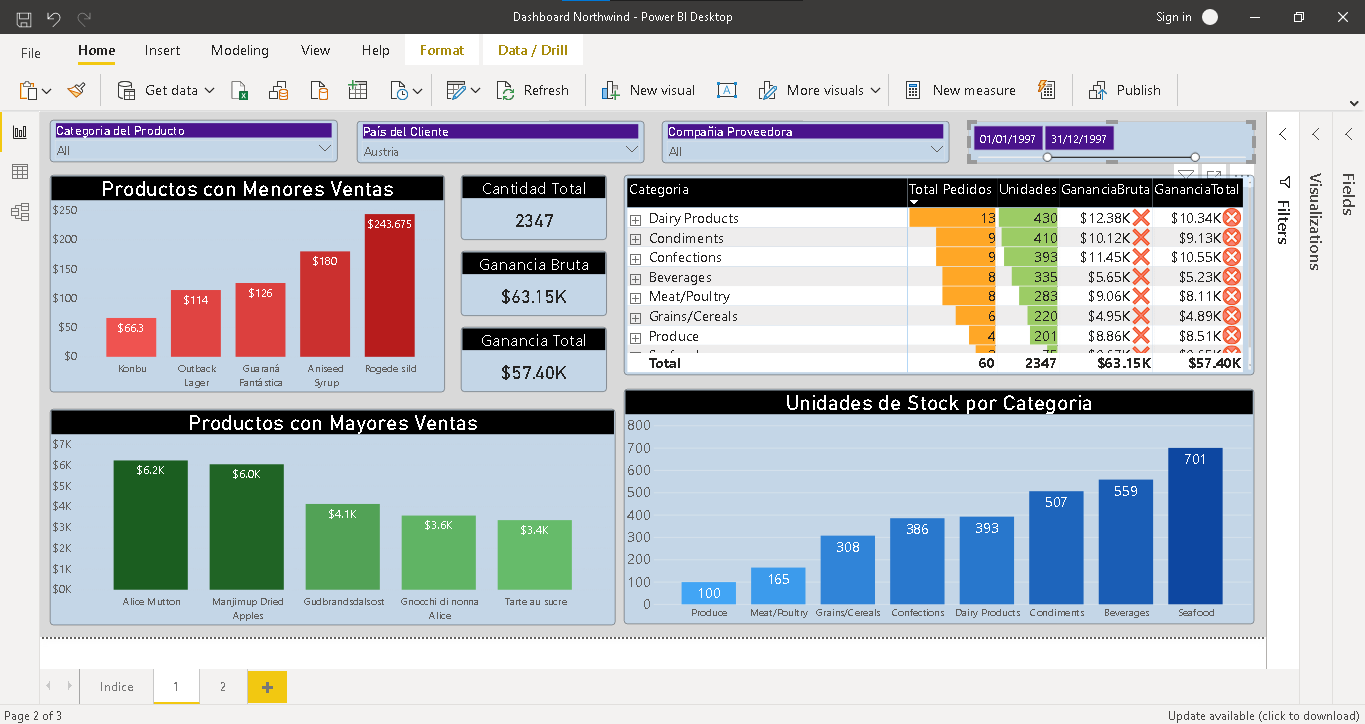 Dashboard Northwind - Power BI Desktop
Sign in
File Home Insert Modeling View Help Format Data / Drill
Get data Refresh New visual A More visuals New measure Publish
Categoria del Producto
All
País del Cliente
Austria
Compañia Proveedora
All
01/01/1997 31/12/1997
Productos con Menores Ventas
$250
$200
$150
$100
$50
$0
$66.3 $114 $126 $180 $243.675
Konbu Outback Lager Guaraná Fantástica Aniseed Syrup Rogede sild
Cantidad Total
2347
Ganancia Bruta
$63.15K
Ganancia Total
$57.40K
Categoria Total Pedidos Unidades GananciaBruta GananciaTotal
Dairy Products 13 430 $12.38K $10.34K
Condiments 9 410 $10.12K $9.13K
Confections 9 393 $11.45K $10.55K
Beverages 8 335 $5.65K $5.23K
Meat/Poultry 8 283 $9.06K $8.11K
Grains/Cereals 6 220 $4.95K $4.89K
Produce 4 201 $8.86K $8.51K
Total 60 2347 $63.15K $57.40K
Productos con Mayores Ventas
$7K
$6K
$5K
$4K
$3K
$2K
$1K
$0K
$6.2K $6.0K $4.1K $3.6K $3.4K
Alice Mutton Manjimup Dried Apples Gudbrandsdalsost Gnocchi di nonna Alice Tarte au sucre
Unidades de Stock por Categoria
800
700
600
500
400
300
200
100
0
100 165 308 386 393 507 559 701
Produce Meat/Poultry Grains/Cereals Confections Dairy Products Condiments Beverages Seafood
Filters
Visualizations
Fields
Indice 1 2 +
Page 2 of 3
Update available (click to download)